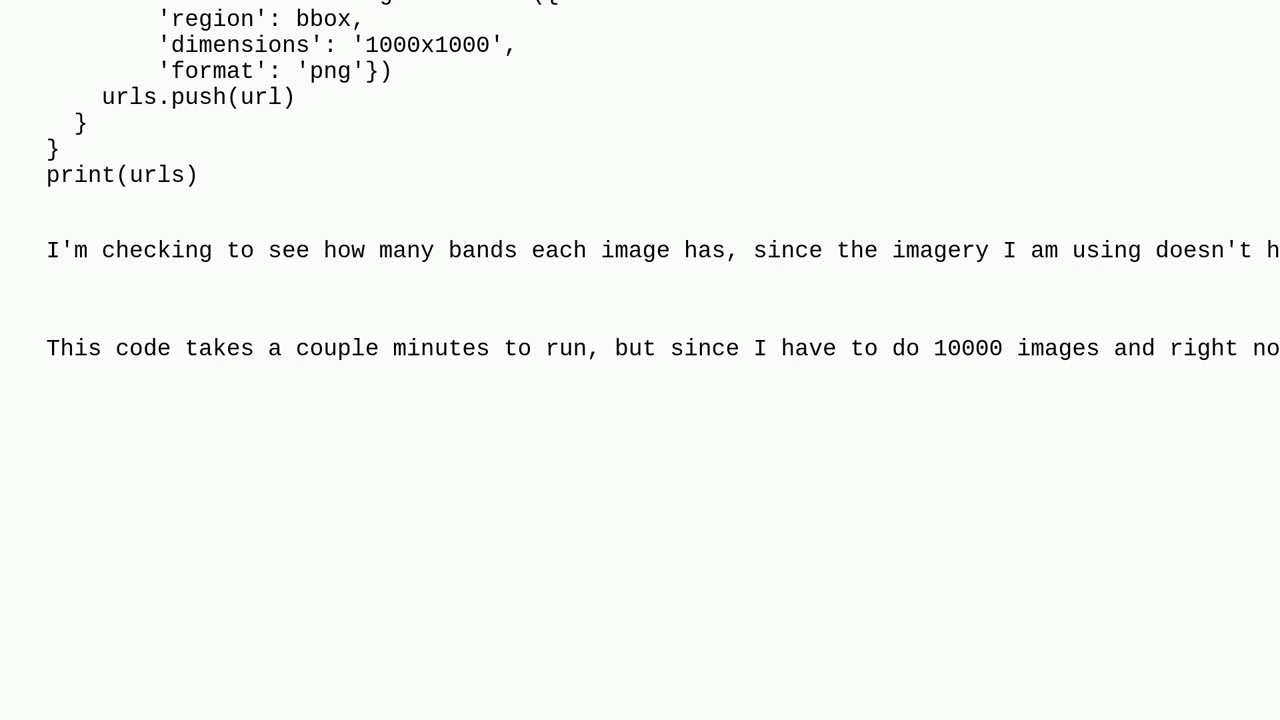 'region': bbox,
'dimensions': '1000x1000',
'format': 'png'})
urls.push(url)
}
}
print(urls)
I'm checking to see how many bands each image has, since the imagery I am using doesn't
This code takes a couple minutes to run, but since I have to do 10000 images and right